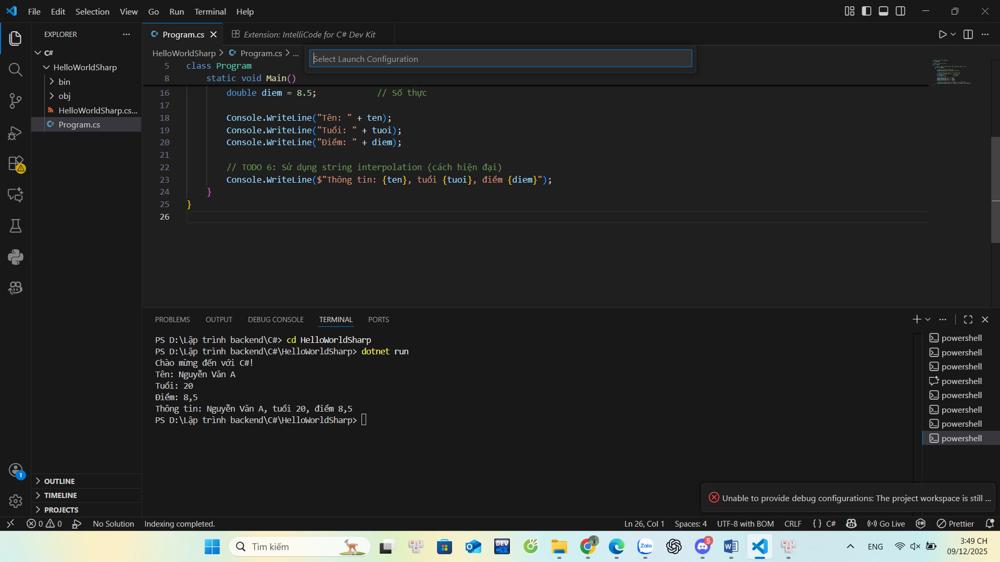 File Edit Selection View Go Run Terminal Help
EXPLORER
C#
HelloWorldSharp
bin
obj
HelloWorldSharp.cs...
Program.cs
OUTLINE
TIMELINE
PROJECTS
1
Program.cs
Extension: IntelliCode for C# Dev Kit
HelloWorldSharp > Program.cs > ...
Select Launch Configuration
5 class Program
8 static void Main()
16 double diem = 8.5; // Số thực
17
18 Console.WriteLine("Tên: " + ten);
19 Console.WriteLine("Tuổi: " + tuoi);
20 Console.WriteLine("Điểm: " + diem);
21
22 // TODO 6: Sử dụng string interpolation (cách hiện đại)
23 Console.WriteLine($"Thông tin: {ten}, tuổi {tuoi}, điểm {diem}");
24 }
25 }
26
PROBLEMS OUTPUT DEBUG CONSOLE TERMINAL PORTS
PS D:\Lập trình backend\C#> cd HelloWorldSharp
PS D:\Lập trình backend\C#\HelloWorldSharp> dotnet run
Chào mừng đến với C#!
Tên: Nguyễn Văn A
Tuổi: 20
Điểm: 8,5
Thông tin: Nguyễn Văn A, tuổi 20, điểm 8,5
PS D:\Lập trình backend\C#\HelloWorldSharp>
powershell
powershell
powershell
powershell
powershell
powershell
powershell
powershell
Unable to provide debug configurations: The project workspace is still ...
0 0 No Solution Indexing completed.
Ln 26, Col 1 Spaces: 4 UTF-8 with BOM CRLF { } C# Go Live Prettier
Tìm kiếm
DEV C++
Zalo
5
ENG
3:49 CH
09/12/2025